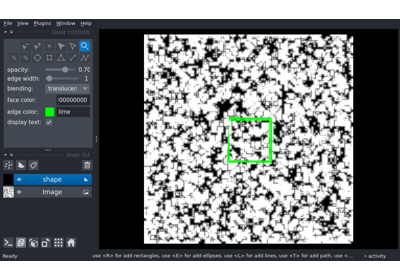 File View Plugins Window Help
layer controls
opacity: 0.70
edge width: 1
blending: translucen
face color: 00000000
edge color: lime
display text:
layer list
shape
Image
Ready use <R> for add rectangles, use <E> for add ellipses, use <L> for add lines, use <T> for add path, use <... activity